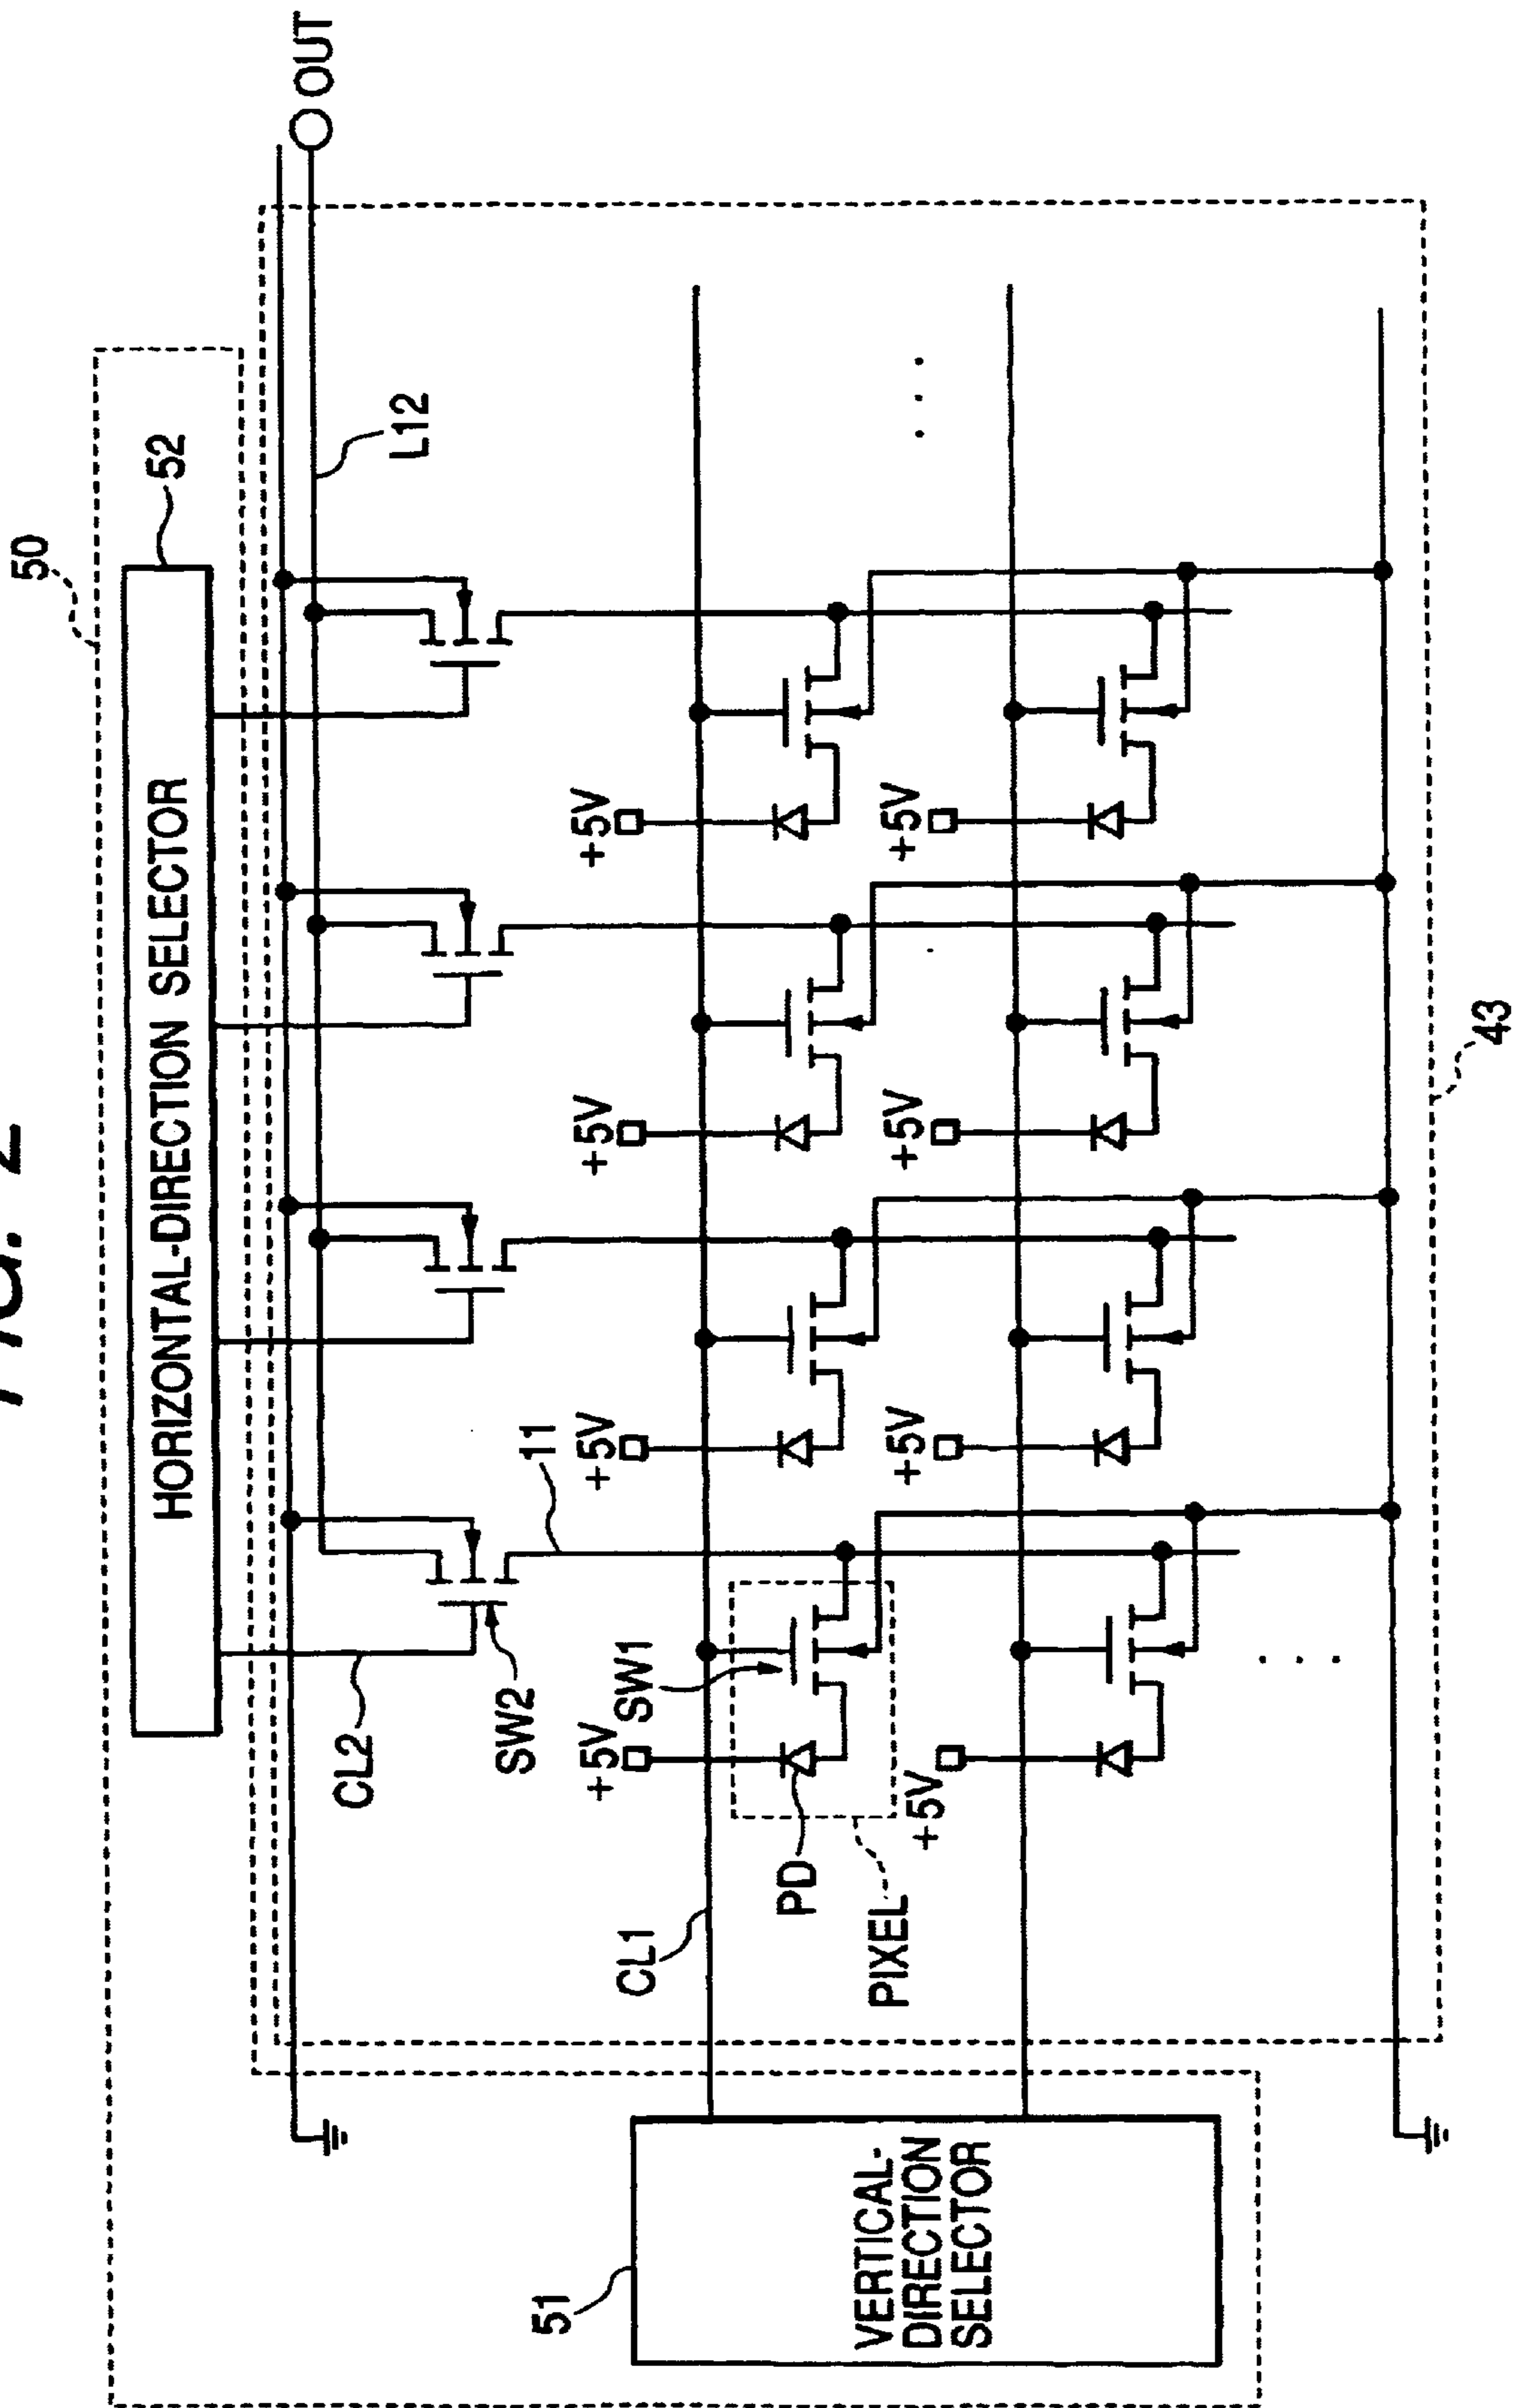 FIG. 2
50
HORIZONTAL-DIRECTION SELECTOR
52
OUT
L12
CL2
SW2
11
+5V
+5V
+5V
+5V
SW1
CL1
PD
PIXEL
+5V
+5V
+5V
+5V
51
VERTICAL-
DIRECTION
SELECTOR
43